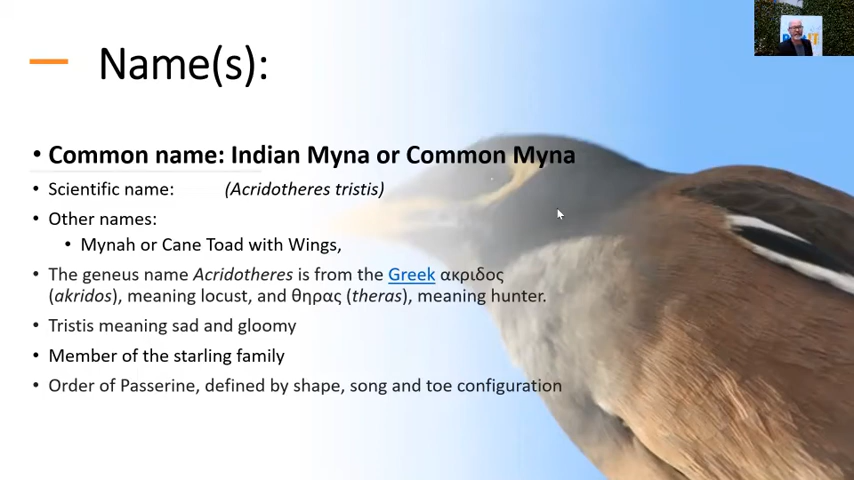 Name(s):
• Common name: Indian Myna or Common Myna
• Scientific name: (Acridotheres tristis)
• Other names:
• Mynah or Cane Toad with Wings,
• The geneus name Acridotheres is from the Greek ακριδος
(akridos), meaning locust, and θηρας (theras), meaning hunter.
• Tristis meaning sad and gloomy
• Member of the starling family
• Order of Passerine, defined by shape, song and toe configuration